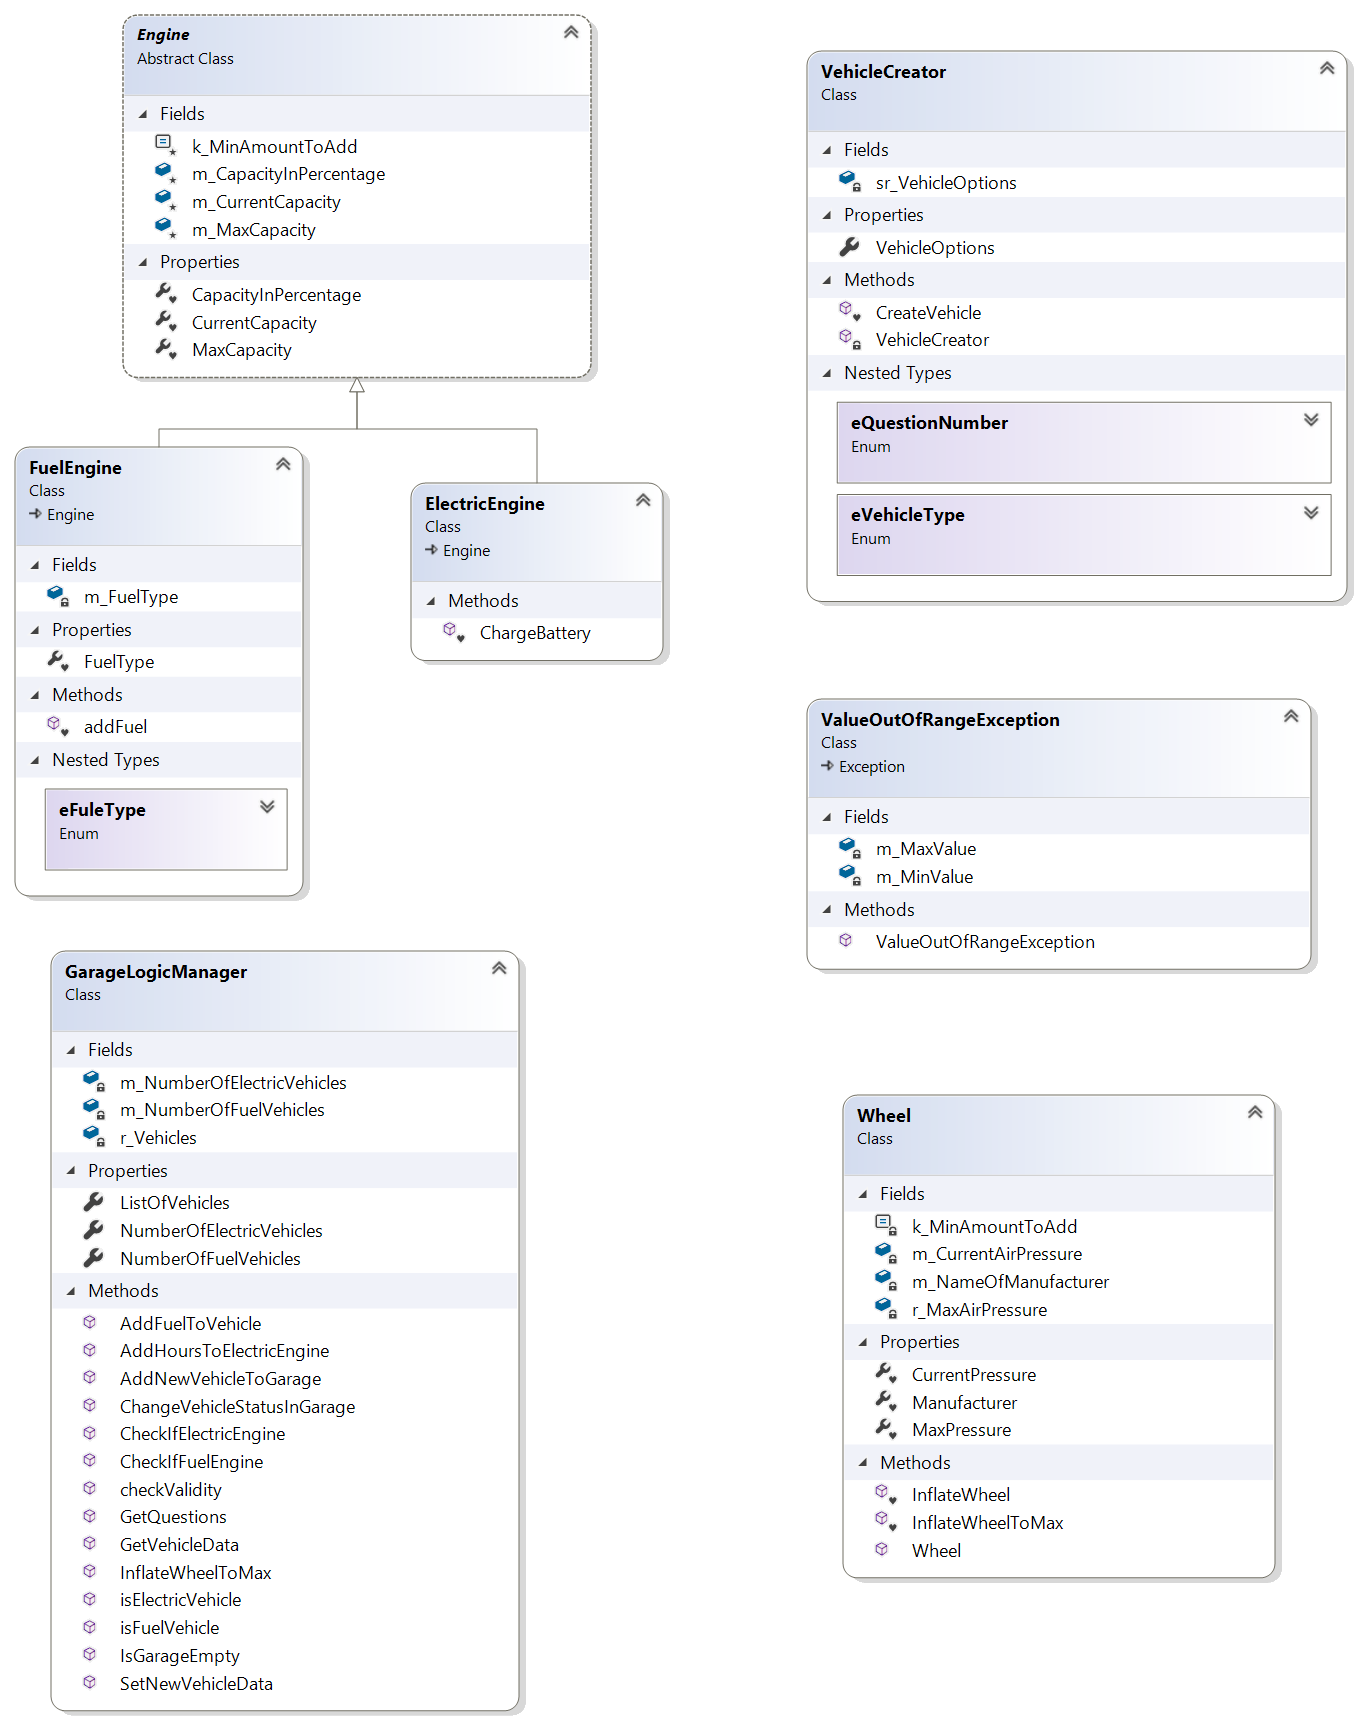 Engine
Abstract Class
Fields
k_MinAmountToAdd
m_CapacityInPercentage
m_CurrentCapacity
m_MaxCapacity
Properties
CapacityInPercentage
CurrentCapacity
MaxCapacity
FuelEngine
Class
Engine
Fields
m_FuelType
Properties
FuelType
Methods
addFuel
Nested Types
eFuleType
Enum
ElectricEngine
Class
Engine
Methods
ChargeBattery
GarageLogicManager
Class
Fields
m_NumberOfElectricVehicles
m_NumberOfFuelVehicles
r_Vehicles
Properties
ListOfVehicles
NumberOfElectricVehicles
NumberOfFuelVehicles
Methods
AddFuelToVehicle
AddHoursToElectricEngine
AddNewVehicleToGarage
ChangeVehicleStatusInGarage
CheckIfElectricEngine
CheckIfFuelEngine
checkValidity
GetQuestions
GetVehicleData
InflateWheelToMax
isElectricVehicle
isFuelVehicle
IsGarageEmpty
SetNewVehicleData
VehicleCreator
Class
Fields
sr_VehicleOptions
Properties
VehicleOptions
Methods
CreateVehicle
VehicleCreator
Nested Types
eQuestionNumber
Enum
eVehicleType
Enum
ValueOutOfRangeException
Class
Exception
Fields
m_MaxValue
m_MinValue
Methods
ValueOutOfRangeException
Wheel
Class
Fields
k_MinAmountToAdd
m_CurrentAirPressure
m_NameOfManufacturer
r_MaxAirPressure
Properties
CurrentPressure
Manufacturer
MaxPressure
Methods
InflateWheel
InflateWheelToMax
Wheel